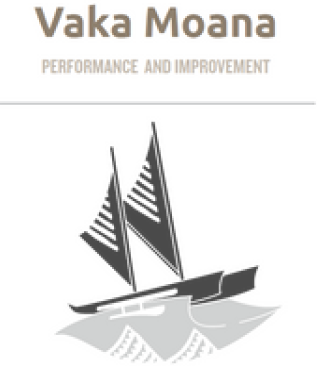 Vaka Moana
PERFORMANCE AND IMPROVEMENT